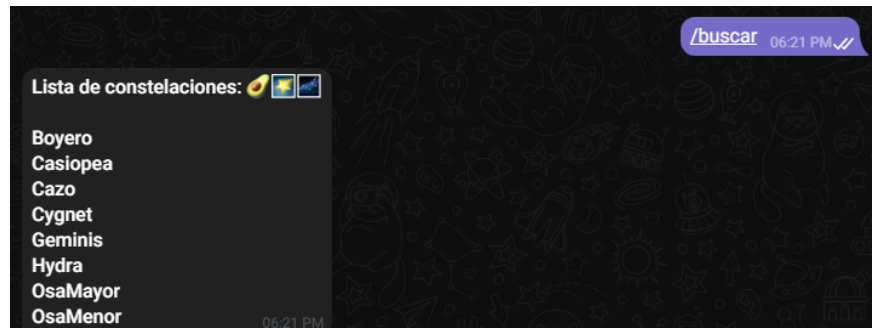 /buscar 06:21 PM
Lista de constelaciones: 🥑🌟🌌
Boyero
Casiopea
Cazo
Cygnet
Geminis
Hydra
OsaMayor
OsaMenor 06:21 PM